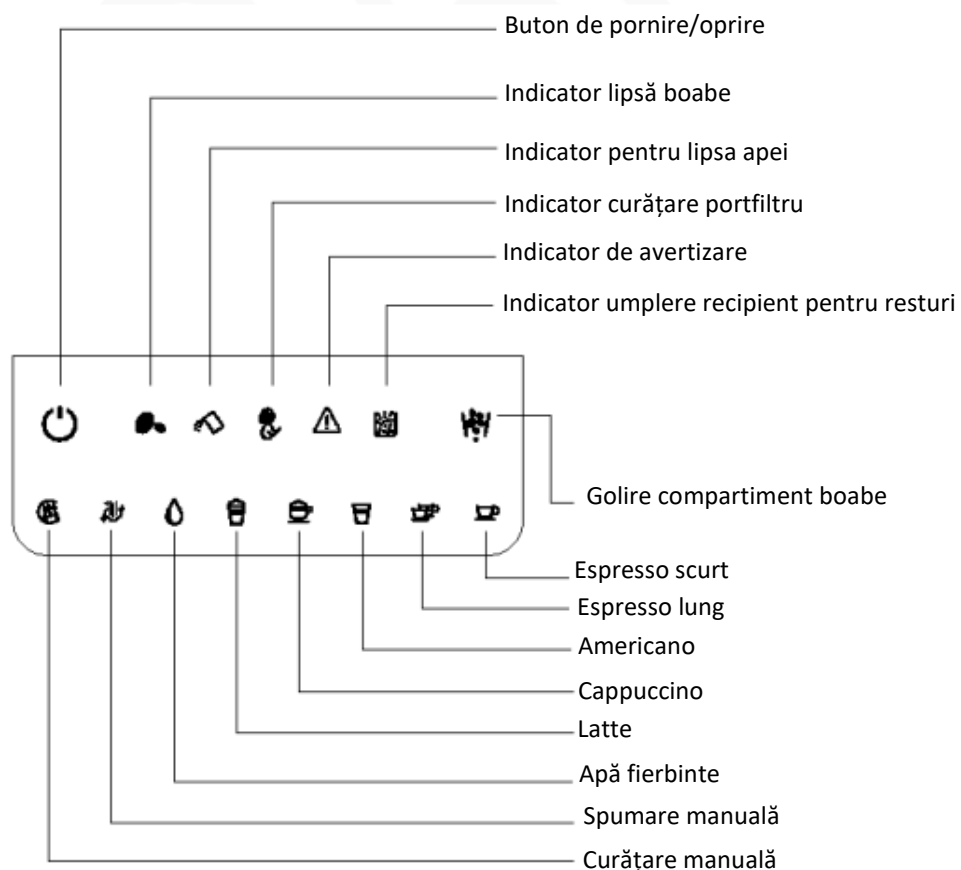 Buton de pornire/oprire
Indicator lipsă boabe
Indicator pentru lipsa apei
Indicator curățare portfiltru
Indicator de avertizare
Indicator umplere recipient pentru resturi
Golire compartiment boabe
Espresso scurt
Espresso lung
Americano
Cappuccino
Latte
Apă fierbinte
Spumare manuală
Curățare manuală